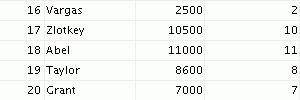 16 Vargas 2500 2
17 Zlotkey 10500 10
18 Abel 11000 11
19 Taylor 8600 8
20 Grant 7000 7